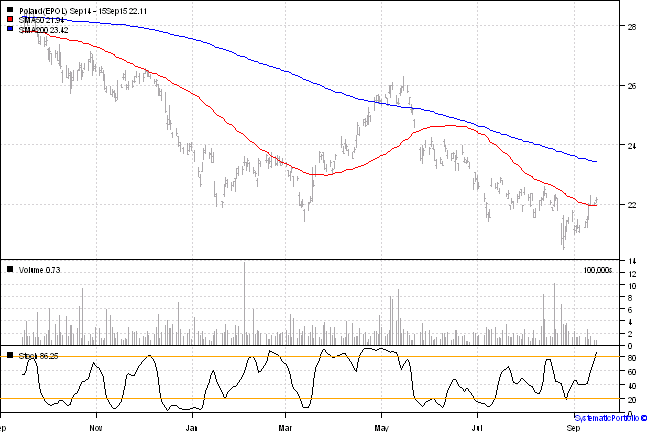 Poland(EPOL) Sep14 - 15Sep15 22.11
SMA50 21.94
SMA200 23.42
28
26
24
22
Volume 0.73
100,000s
14
12
10
8
6
4
2
0
Stoch 86.25
80
60
40
20
0
Nov
Jan
Mar
May
Jul
Sep
SystematicPortfolio ©